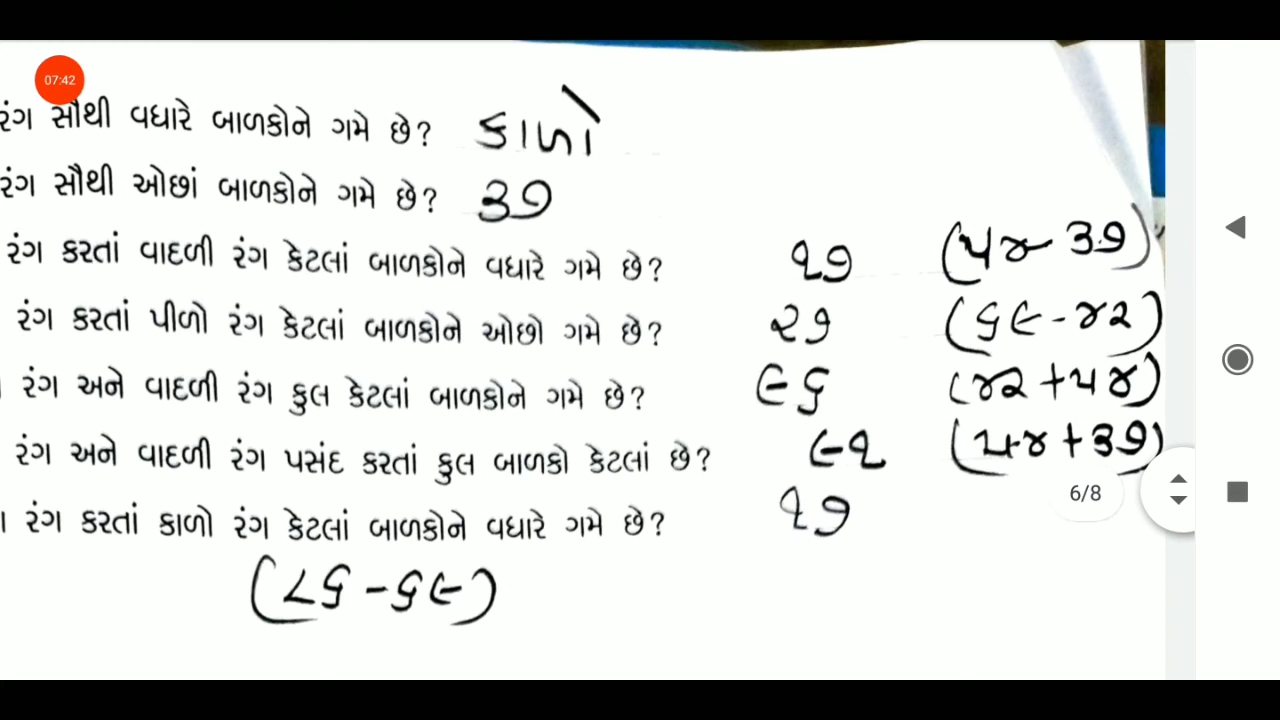 07:42
રંગ સૌથી વધારે બાળકોને ગમે છે? કાળો
રંગ સૌથી ઓછાં બાળકોને ગમે છે? ૩૭
રંગ કરતાં વાદળી રંગ કેટલાં બાળકોને વધારે ગમે છે? ૧૭ (૫૪-૩૭)
રંગ કરતાં પીળો રંગ કેટલાં બાળકોને ઓછો ગમે છે? ૨૭ (૬૯-૪૨)
રંગ અને વાદળી રંગ કુલ કેટલાં બાળકોને ગમે છે? ૯૬ (૪૨+૫૪)
રંગ અને વાદળી રંગ પસંદ કરતાં કુલ બાળકો કેટલાં છે? ૯૧ (૫૪+૩૭)
રંગ કરતાં કાળો રંગ કેટલાં બાળકોને વધારે ગમે છે? ૧૭
6/8
(૮૬-૬૯)